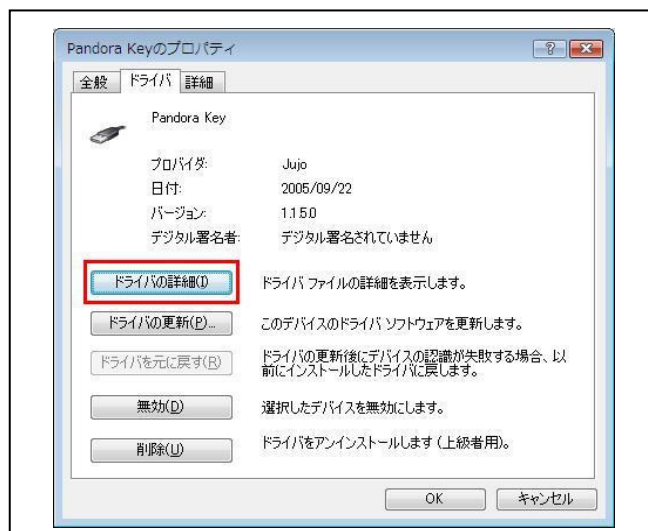 Pandora Keyのプロパティ
全般 ドライバ 詳細
Pandora Key
プロバイダ: Jujo
日付: 2005/09/22
バージョン: 1.1.5.0
デジタル署名者: デジタル署名されていません
ドライバの詳細(I) ドライバ ファイルの詳細を表示します。
ドライバの更新(P)... このデバイスのドライバ ソフトウェアを更新します。
ドライバを元に戻す(R) ドライバの更新後にデバイスの認識が失敗する場合、以
前にインストールしたドライバに戻します。
無効(D) 選択したデバイスを無効にします。
削除(U) ドライバをアンインストールします (上級者用)。
OK キャンセル